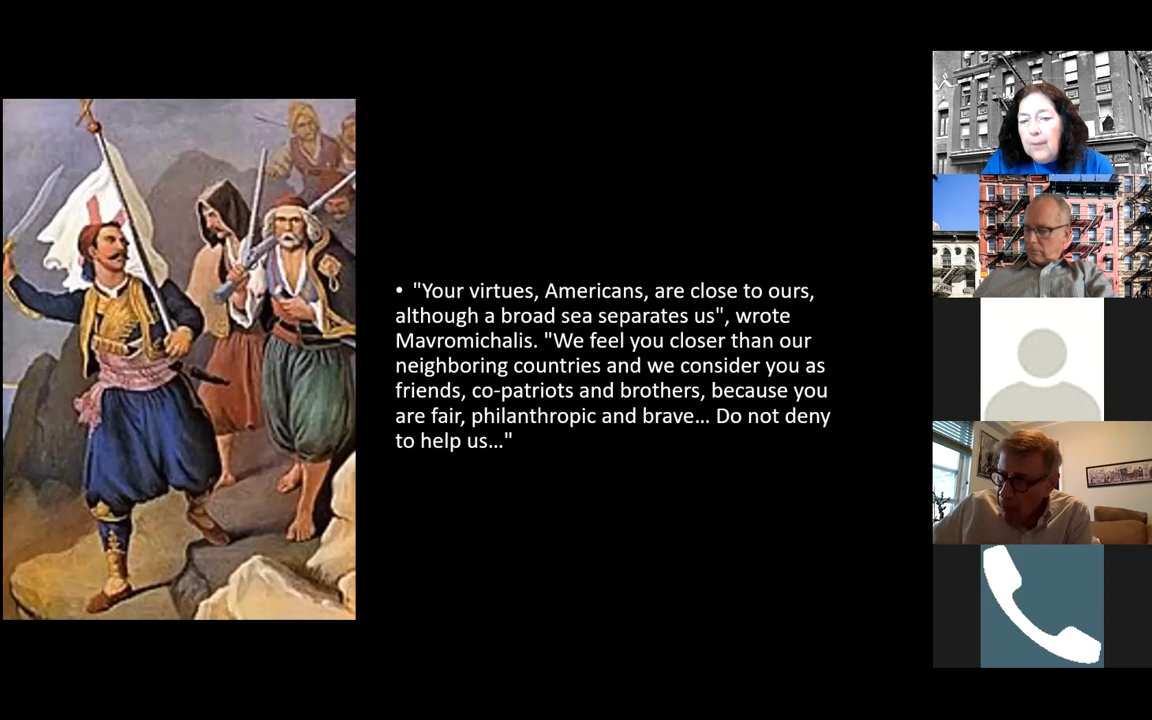 • "Your virtues, Americans, are close to ours,
although a broad sea separates us", wrote
Mavromichalis. "We feel you closer than our
neighboring countries and we consider you as
friends, co-patriots and brothers, because you
are fair, philanthropic and brave… Do not deny
to help us…"